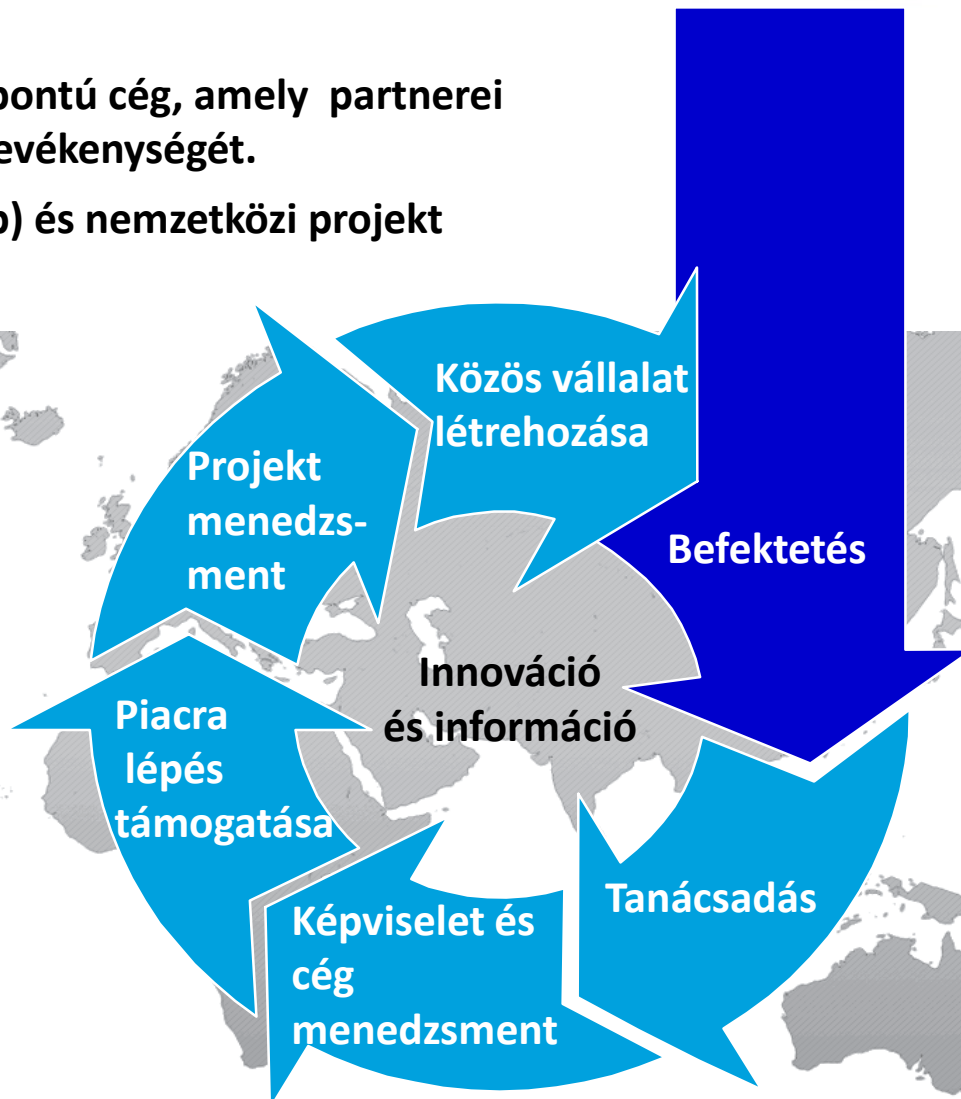 pontú cég, amely partnerei
evékenységét.
) és nemzetközi projekt
Közös vállalat
létrehozása
Projekt
menedzs-
ment
Befektetés
Innováció
és információ
Piacra
lépés
támogatása
Tanácsadás
Képviselet és
cég
menedzsment